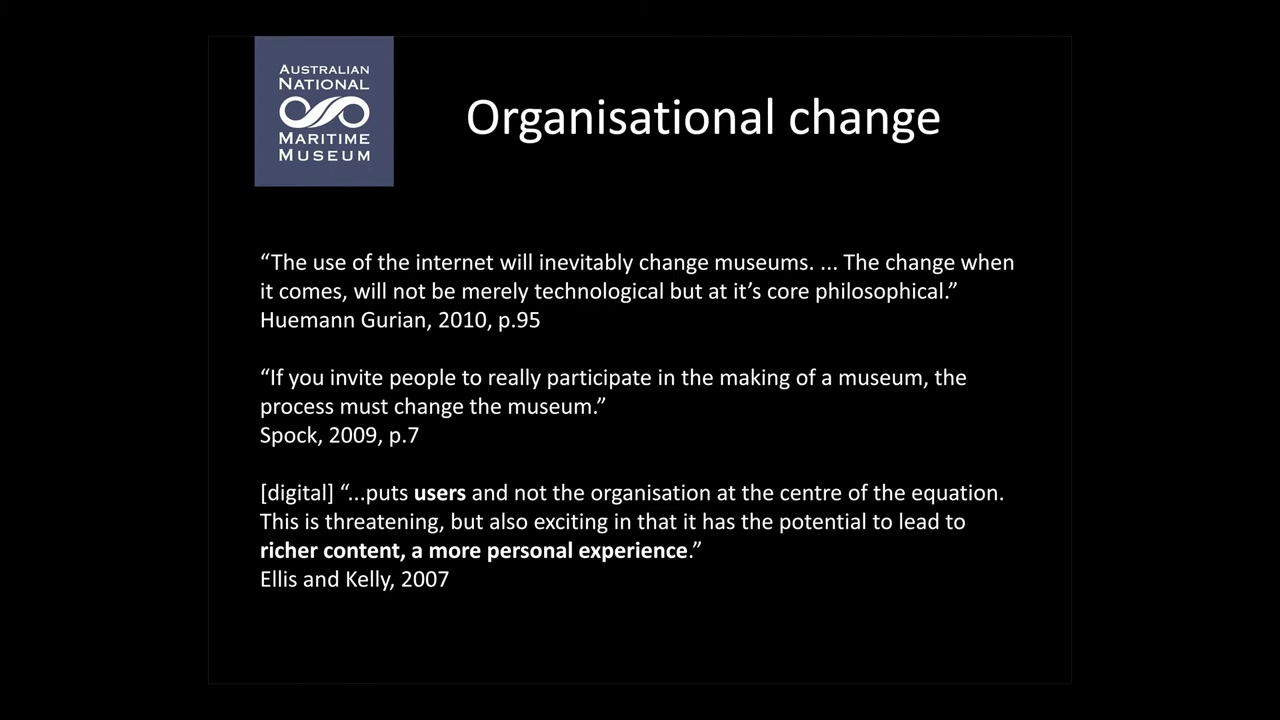 AUSTRALIAN
NATIONAL
MARITIME
MUSEUM
Organisational change
“The use of the internet will inevitably change museums. ... The change when
it comes, will not be merely technological but at it’s core philosophical.”
Huemann Gurian, 2010, p.95
“If you invite people to really participate in the making of a museum, the
process must change the museum.”
Spock, 2009, p.7
[digital] “...puts users and not the organisation at the centre of the equation.
This is threatening, but also exciting in that it has the potential to lead to
richer content, a more personal experience.”
Ellis and Kelly, 2007